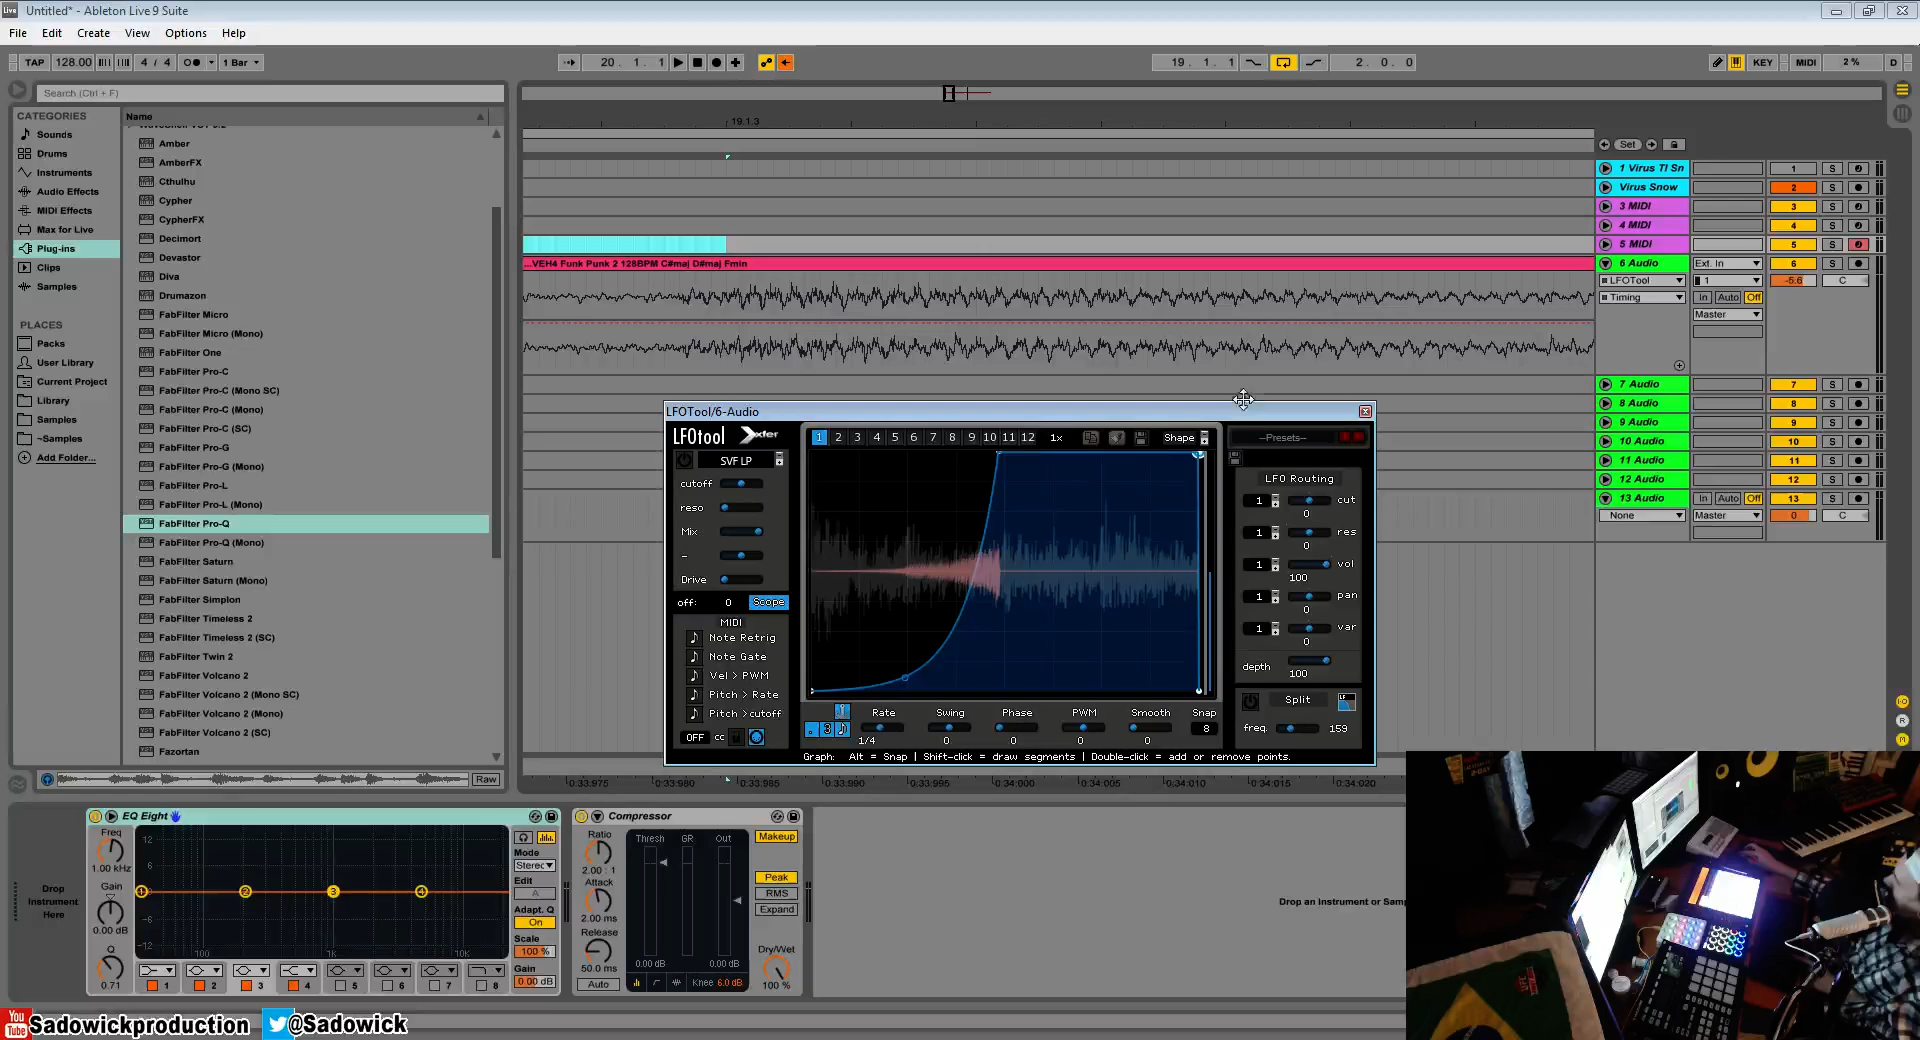 Live Untitled* - Ableton Live 9 Suite
File Edit Create View Options Help
TAP 128.00 4 / 4 1 Bar 20. 1. 1 19. 1. 1 2. 0. 0 KEY MIDI 2 % D
Search (Ctrl + F)
CATEGORIES
Sounds
Drums
Instruments
Audio Effects
MIDI Effects
Max for Live
Plug-ins
Clips
Samples
PLACES
Packs
User Library
Current Project
Library
Samples
~Samples
Add Folder...
Name
Amber
AmberFX
Cthulhu
Cypher
CypherFX
Decimort
Devastor
Diva
Drumazon
FabFilter Micro
FabFilter Micro (Mono)
FabFilter One
FabFilter Pro-C
FabFilter Pro-C (Mono SC)
FabFilter Pro-C (Mono)
FabFilter Pro-C (SC)
FabFilter Pro-G
FabFilter Pro-G (Mono)
FabFilter Pro-L
FabFilter Pro-L (Mono)
FabFilter Pro-Q
FabFilter Pro-Q (Mono)
FabFilter Saturn
FabFilter Saturn (Mono)
FabFilter Simplon
FabFilter Timeless 2
FabFilter Timeless 2 (SC)
FabFilter Twin 2
FabFilter Volcano 2
FabFilter Volcano 2 (Mono SC)
FabFilter Volcano 2 (Mono)
FabFilter Volcano 2 (SC)
Fazortan
Raw
19.1.3
Set
1 Virus TI Sn 1 S
Virus Snow 2 S
3 MIDI 3 S
4 MIDI 4 S
5 MIDI 5 S
...VEH4 Funk Punk 2 128BPM C#maj D#maj Fmin
6 Audio Ext. In 6 S
LFOTool 1 -5.6 C
Timing In Auto Off
Master
7 Audio 7 S
8 Audio 8 S
9 Audio 9 S
10 Audio 10 S
11 Audio 11 S
12 Audio 12 S
13 Audio In Auto Off 13 S
None Master 0 C
LFOTool/6-Audio
LFOtool Xfer 1 2 3 4 5 6 7 8 9 10 11 12 1x Shape --Presets--
SVF LP
cutoff
reso
Mix
-
Drive
off: 0 Scope
MIDI
Note Retrig
Note Gate
Vel > PWM
Pitch > Rate
Pitch >cutoff
OFF cc
LFO Routing
1 cut
0
1 res
0
1 vol
100
1 pan
0
1 var
0
depth
100
Split
freq. 159
Rate Swing Phase PWM Smooth Snap
. 3
1/4 0 0 0 0 8
Graph: Alt = Snap | Shift-click = draw segments | Double-click = add or remove points.
0:33.975 0:33.980 0:33.985 0:33.990 0:33.995 0:34.000 0:34.005 0:34.010 0:34.015 0:34.020
Drop
Instrument
Here
EQ Eight
Freq
1.00 kHz
Gain
0.00 dB
Q
0.71
12
6
0
-6
-12
1 2 3 4
100 1K 10K
Mode
Stereo
Edit
A
Adapt. Q
On
Scale
100 %
Gain
0.00 dB
1 2 3 4 5 6 7 8
Compressor
Ratio
2.00 : 1
Attack
2.00 ms
Release
50.0 ms
Auto
Thresh GR Out
0.00 dB 0.00 dB
Knee 6.0 dB
Makeup
Peak
RMS
Expand
Dry/Wet
100 %
Drop an Instrument or Samp
You Tube Sadowickproduction @Sadowick